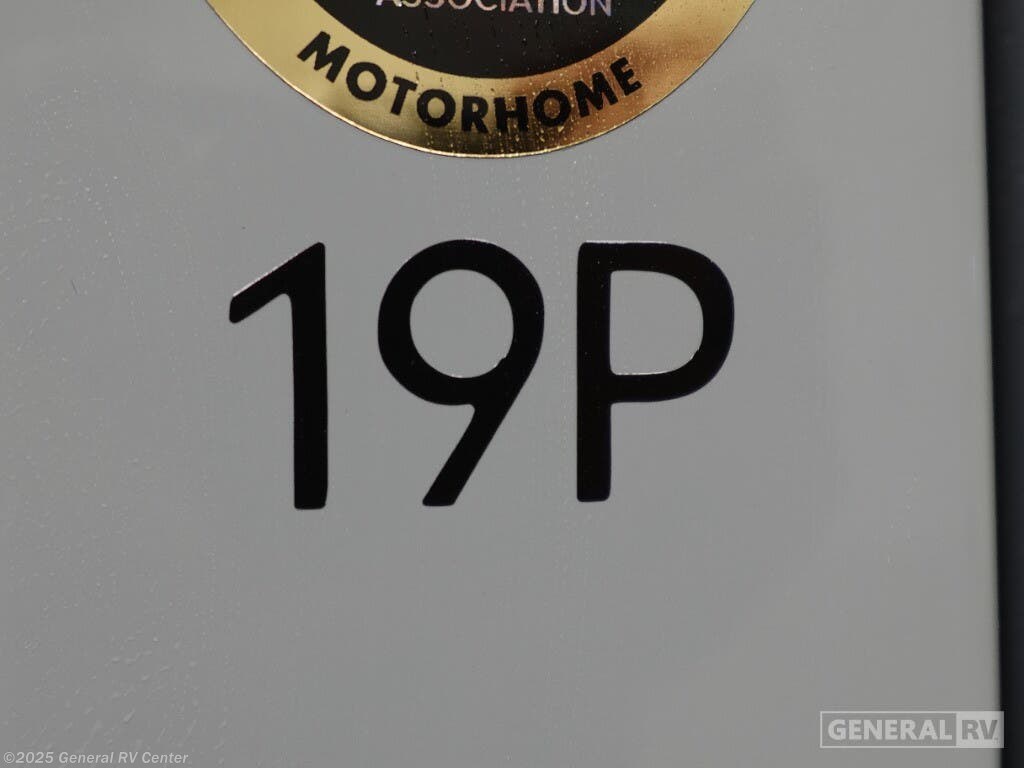 ASSOCIATION
MOTORHOME
19P
GENERAL RV
©2025 General RV Center